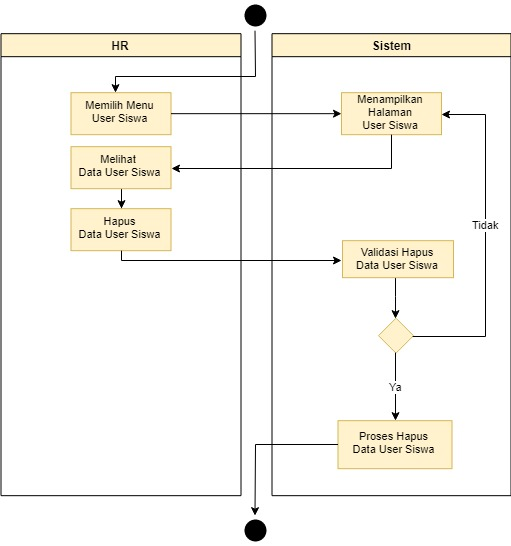 HR
Sistem
Memilih Menu
User Siswa
Menampilkan
Halaman
User Siswa
Melihat
Data User Siswa
Hapus
Data User Siswa
Tidak
Validasi Hapus
Data User Siswa
Ya
Proses Hapus
Data User Siswa